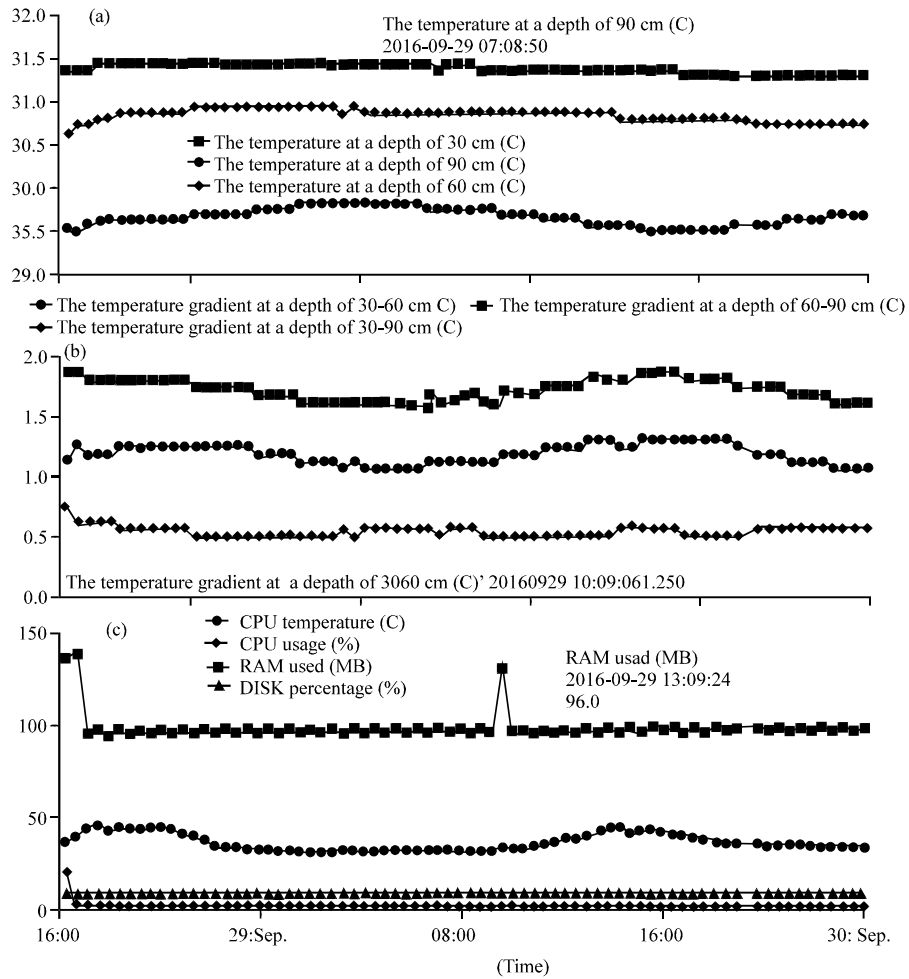 (a)
The temperature at a depth of 90 cm (C)
2016-09-29 07:08:50
32.0
31.5
31.0
30.5
30.0
35.5
29.0
The temperature at a depth of 30 cm (C)
The temperature at a depth of 90 cm (C)
The temperature at a depth of 60 cm (C)
The temperature gradient at a depth of 30-60 cm C)
The temperature gradient at a depth of 60-90 cm (C)
The temperature gradient at a depth of 30-90 cm (C)
(b)
2.0
1.5
1.0
0.5
0.0
The temperature gradient at a depath of 3060 cm (C)’ 20160929 10:09:061.250
(c)
150
100
50
0
CPU temperature (C)
CPU usage (%)
RAM used (MB)
DISK percentage (%)
RAM usad (MB)
2016-09-29 13:09:24
96.0
16:00
29:Sep.
08:00
16:00
30: Sep.
(Time)